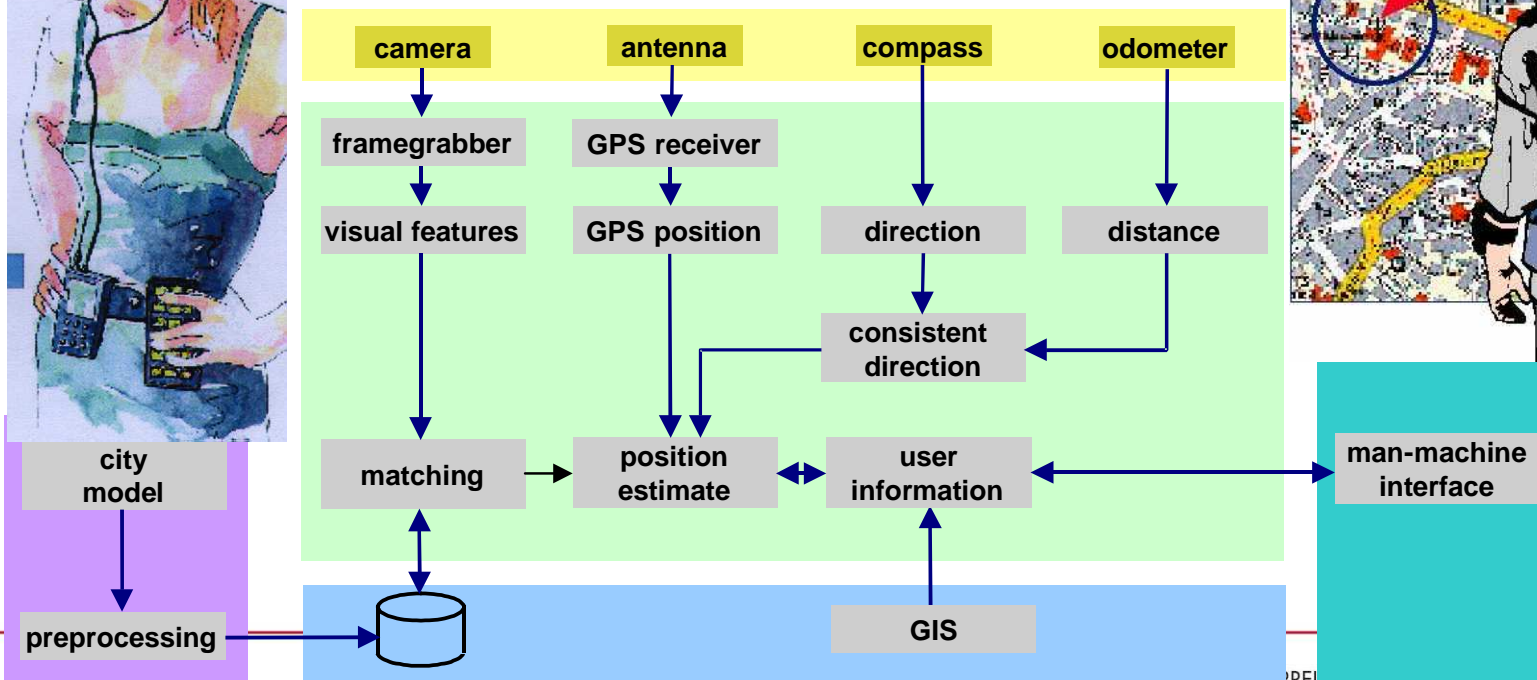 camera
antenna
compass
odometer
framegrabber
GPS receiver
visual features
GPS position
direction
distance
consistent
direction
city
model
matching
position
estimate
user
information
man-machine
interface
preprocessing
GIS